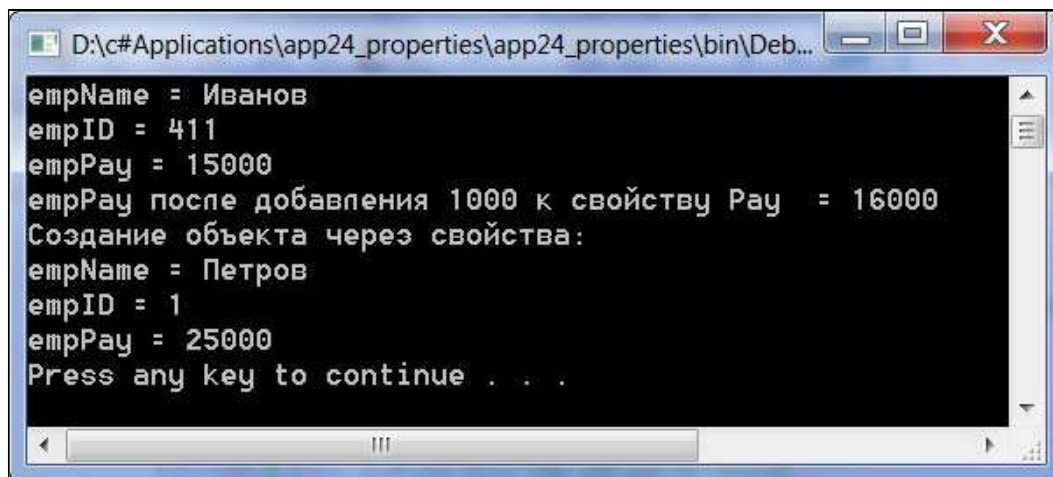 D:\c#Applications\app24_properties\app24_properties\bin\Deb...
empName = Иванов
empID = 411
empPay = 15000
empPay после добавления 1000 к свойству Pay  = 16000
Создание объекта через свойства:
empName = Петров
empID = 1
empPay = 25000
Press any key to continue . . .